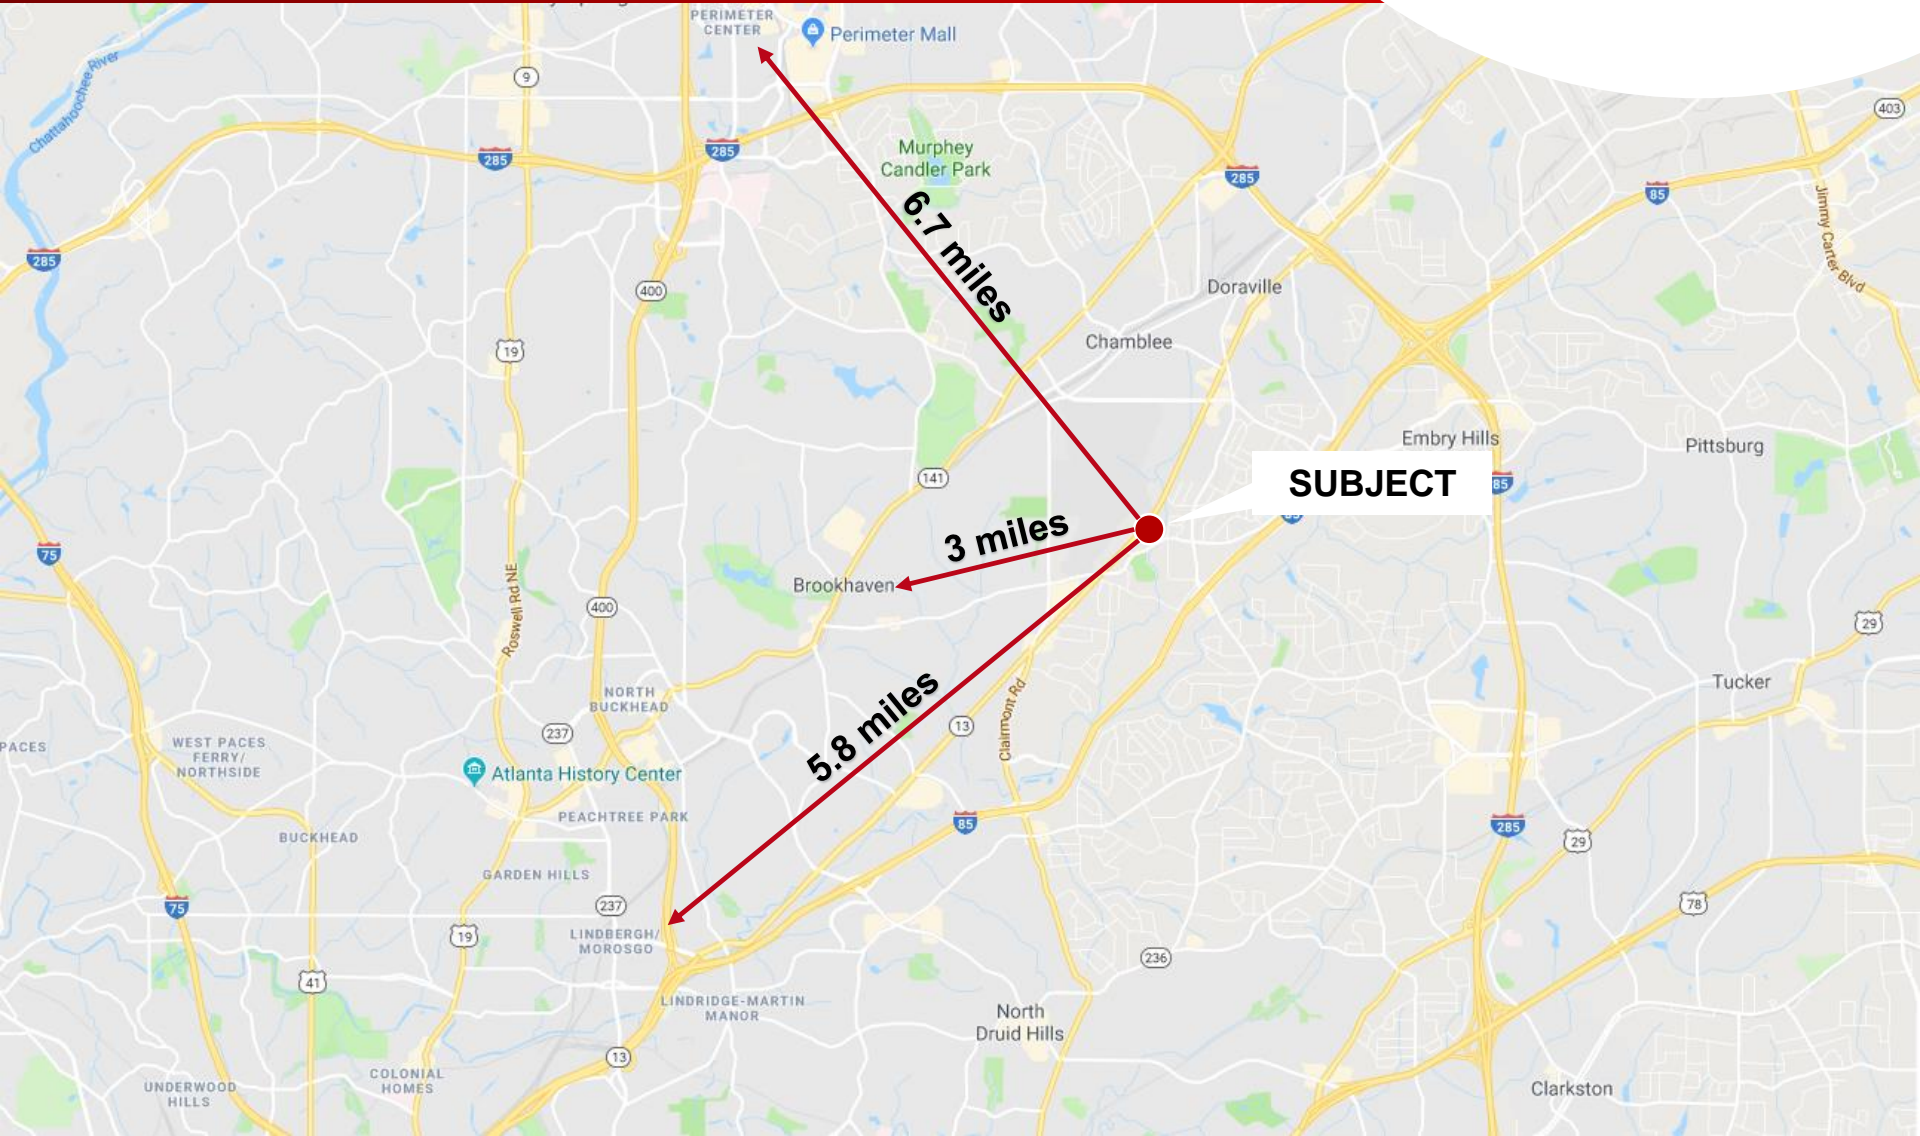 PERIMETER
CENTER
Perimeter Mall
9
403
Chattahoochee River
Murphey
Candler Park
285
285
285
85
Jimmy Carter Blvd
6.7 miles
285
400
Doraville
19
Chamblee
Embry Hills
Pittsburg
141
SUBJECT
85
3 miles
75
Brookhaven
Roswell Rd NE
400
29
NORTH
BUCKHEAD
Tucker
5.8 miles
Clairmont Rd
13
237
PACES
WEST PACES
FERRY/
NORTHSIDE
Atlanta History Center
PEACHTREE PARK
85
285
BUCKHEAD
29
GARDEN HILLS
237
75
78
19
LINDBERGH/
MOROSGO
236
41
LINDRIDGE-MARTIN
MANOR
North
Druid Hills
13
COLONIAL
HOMES
UNDERWOOD
HILLS
Clarkston